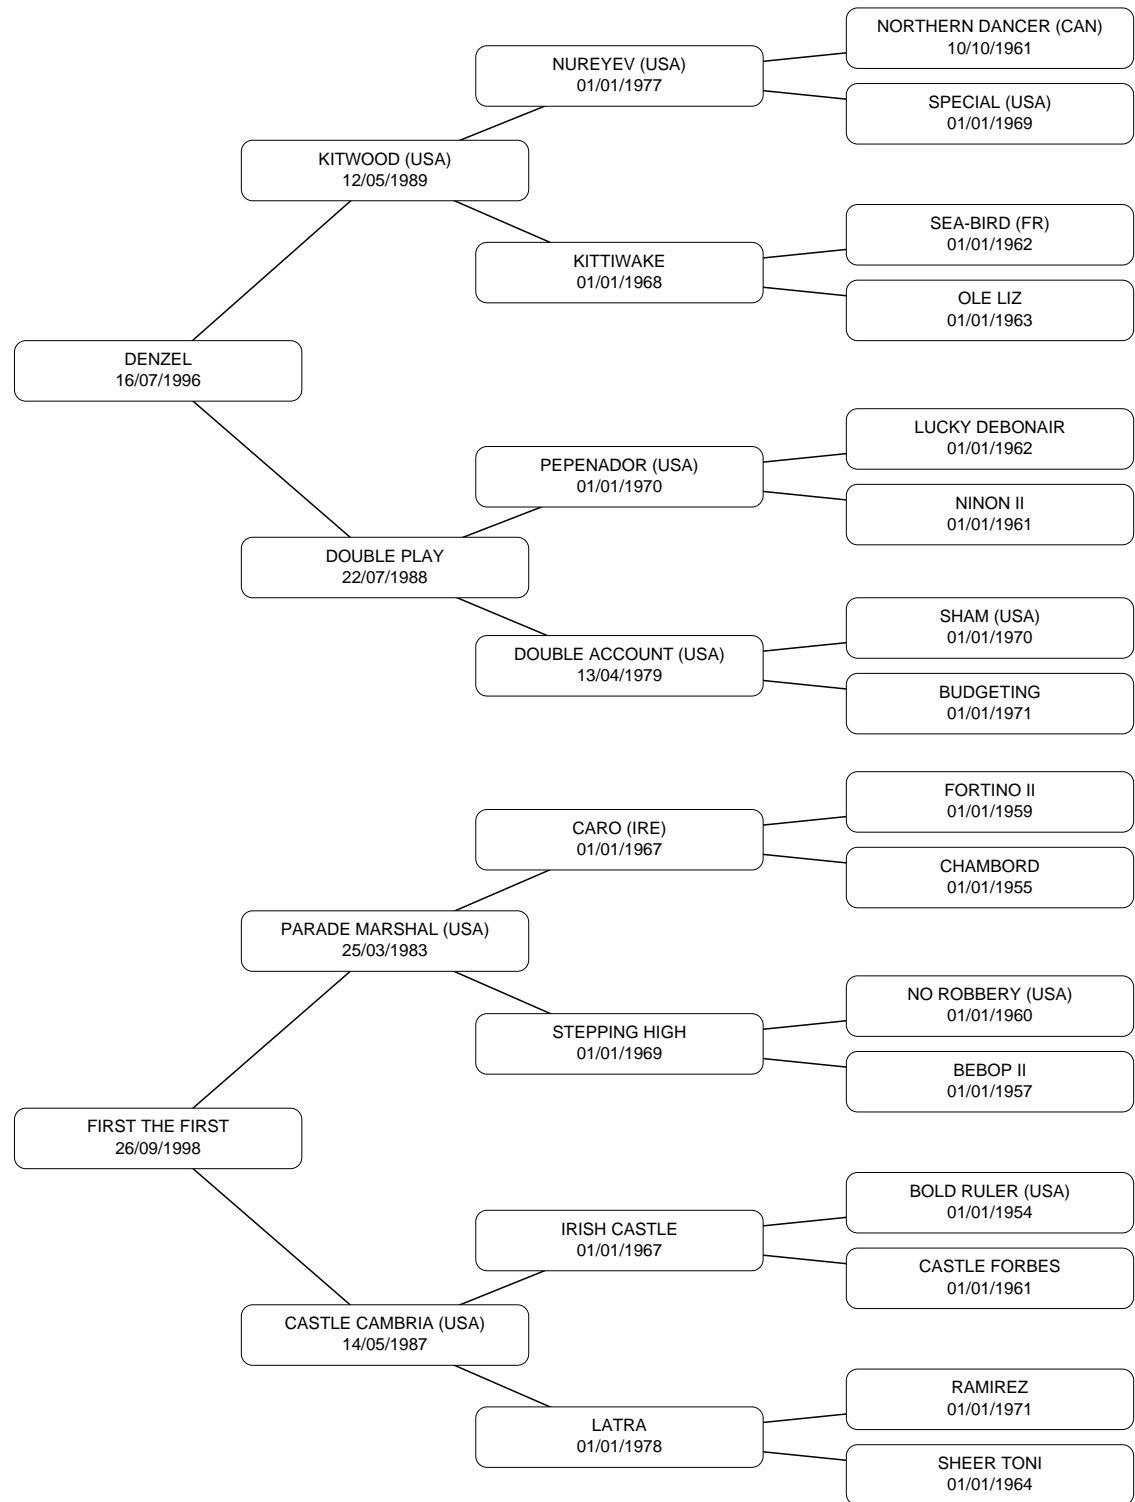 NORTHERN DANCER (CAN)
10/10/1961
NUREYEV (USA)
01/01/1977
SPECIAL (USA)
01/01/1969
KITWOOD (USA)
12/05/1989
SEA-BIRD (FR)
01/01/1962
KITTIWAKE
01/01/1968
OLE LIZ
01/01/1963
DENZEL
16/07/1996
LUCKY DEBONAIR
01/01/1962
PEPENADOR (USA)
01/01/1970
NINON II
01/01/1961
DOUBLE PLAY
22/07/1988
SHAM (USA)
01/01/1970
DOUBLE ACCOUNT (USA)
13/04/1979
BUDGETING
01/01/1971
FORTINO II
01/01/1959
CARO (IRE)
01/01/1967
CHAMBORD
01/01/1955
PARADE MARSHAL (USA)
25/03/1983
NO ROBBERY (USA)
01/01/1960
STEPPING HIGH
01/01/1969
BEBOP II
01/01/1957
FIRST THE FIRST
26/09/1998
BOLD RULER (USA)
01/01/1954
IRISH CASTLE
01/01/1967
CASTLE FORBES
01/01/1961
CASTLE CAMBRIA (USA)
14/05/1987
RAMIREZ
01/01/1971
LATRA
01/01/1978
SHEER TONI
01/01/1964